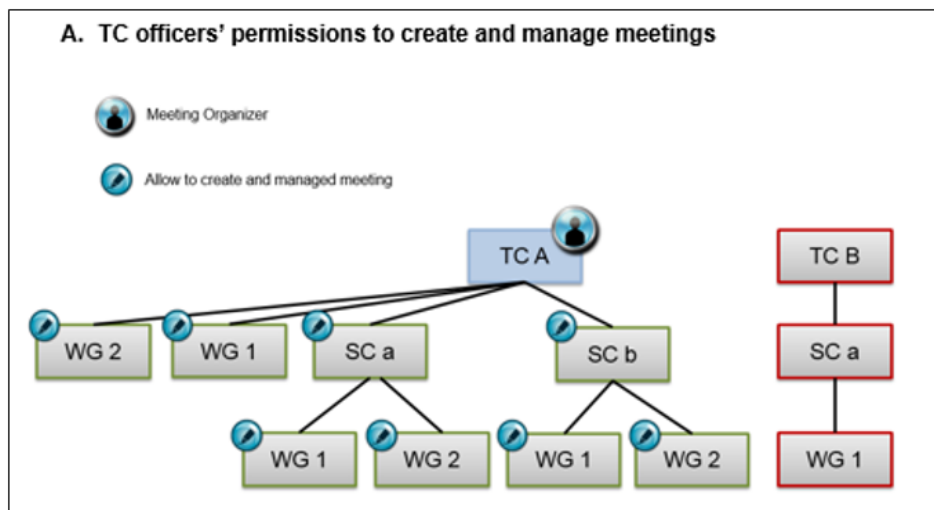 A. TC officers’ permissions to create and manage meetings
Meeting Organizer
Allow to create and managed meeting
TC A
TC B
WG 2
WG 1
SC a
SC b
SC a
WG 1
WG 2
WG 1
WG 2
WG 1